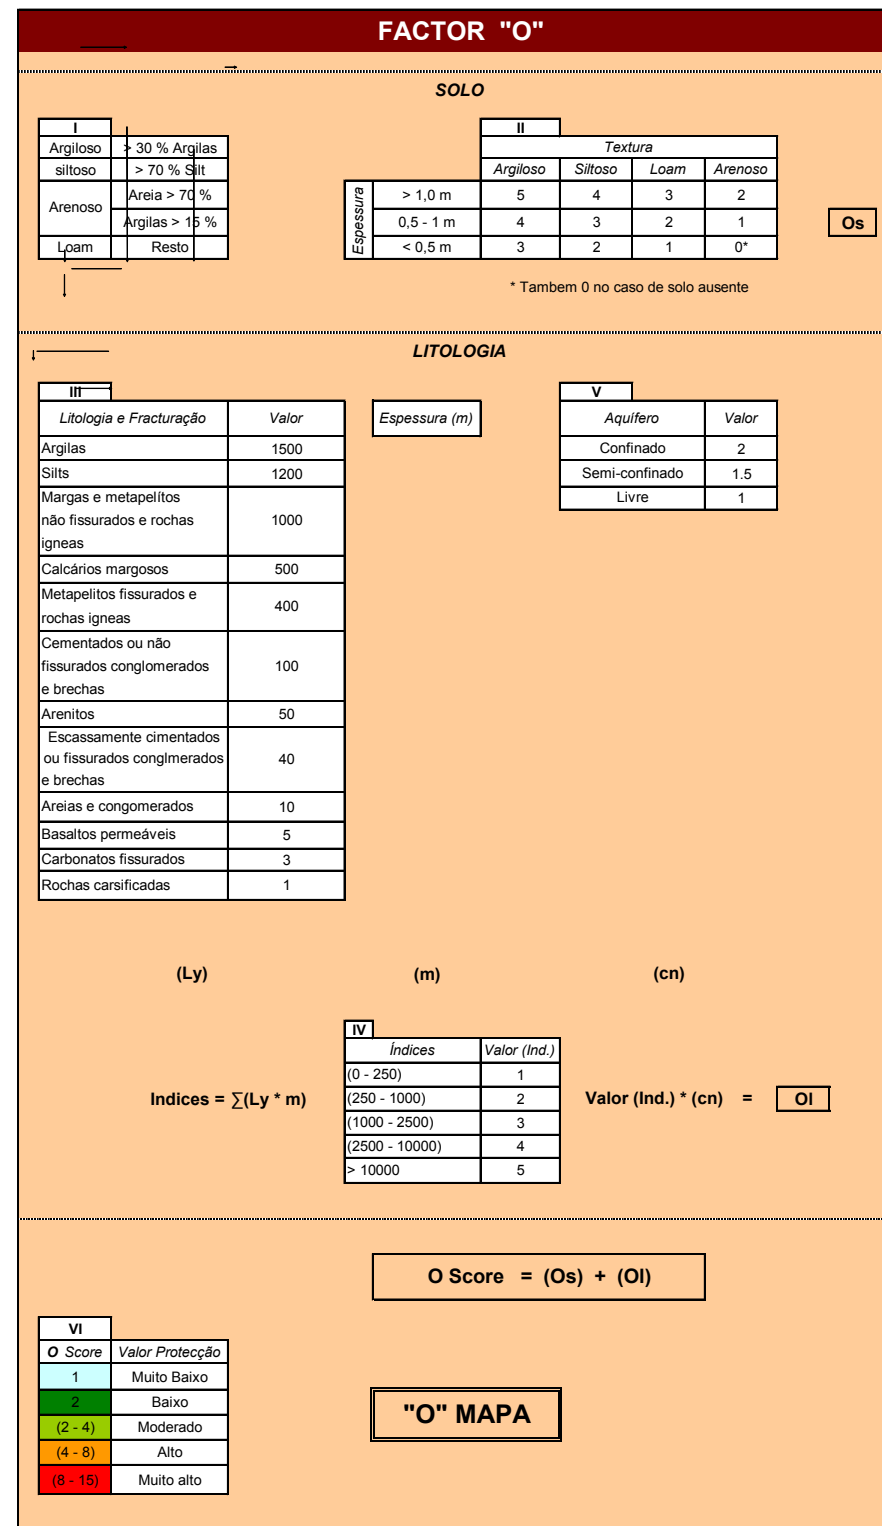 FACTOR "O"
SOLO
I
Argiloso > 30 % Argilas
siltoso > 70 % Silt
Arenoso Areia > 70 %
Argilas > 15 %
Loam Resto
II
Textura
Argiloso Siltoso Loam Arenoso
Espessura
> 1,0 m 5 4 3 2
0,5 - 1 m 4 3 2 1
< 0,5 m 3 2 1 0*
Os
* Tambem 0 no caso de solo ausente
LITOLOGIA
III
Litologia e Fracturação Valor
Argilas 1500
Silts 1200
Margas e metapelítos
não fissurados e rochas 1000
igneas
Calcários margosos 500
Metapelitos fissurados e
rochas igneas 400
Cementados ou não
fissurados conglomerados 100
e brechas
Arenitos 50
Escassamente cimentados
ou fissurados conglmerados 40
e brechas
Areias e congomerados 10
Basaltos permeáveis 5
Carbonatos fissurados 3
Rochas carsificadas 1
Espessura (m)
V
Aquífero Valor
Confinado 2
Semi-confinado 1.5
Livre 1
(Ly) (m) (cn)
IV
Índices Valor (Ind.)
(0 - 250) 1
(250 - 1000) 2
(1000 - 2500) 3
(2500 - 10000) 4
> 10000 5
Indices = ∑(Ly * m)
Valor (Ind.) * (cn) = Ol
O Score = (Os) + (Ol)
VI
O Score Valor Protecção
1 Muito Baixo
2 Baixo
(2 - 4) Moderado
(4 - 8) Alto
(8 - 15) Muito alto
"O" MAPA